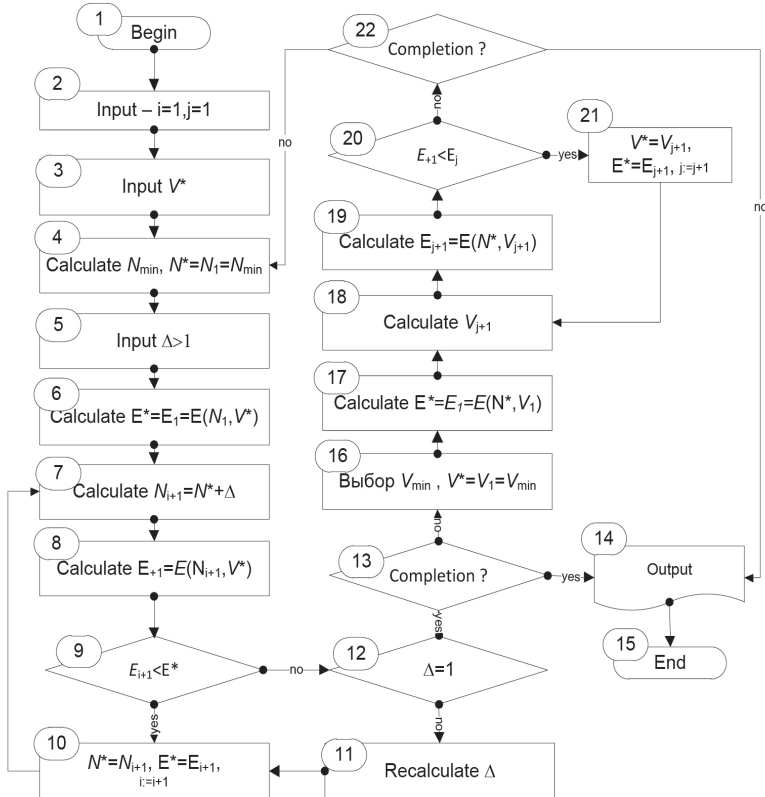 1
Begin
2
Input – i=1,j=1
3
Input V*
4
Calculate Nmin, N*=N1=Nmin
5
Input Δ>1
6
Calculate E*=E1=E(N1,V*)
7
Calculate Ni+1=N*+Δ
8
Calculate E+1=E(Ni+1,V*)
9
Ei+1<E*
no
yes
10
N*=Ni+1, E*=Ei+1,
i:=i+1
11
Recalculate Δ
12
Δ=1
no
yes
13
Completion ?
yes
no
14
Output
15
End
16
Выбор Vmin , V*=V1=Vmin
17
Calculate E*=E1=E(N*,V1)
18
Calculate Vj+1
19
Calculate Ej+1=E(N*,Vj+1)
20
E+1<Ej
yes
no
21
V*=Vj+1,
E*=Ej+1, j:=j+1
22
Completion ?
no
no